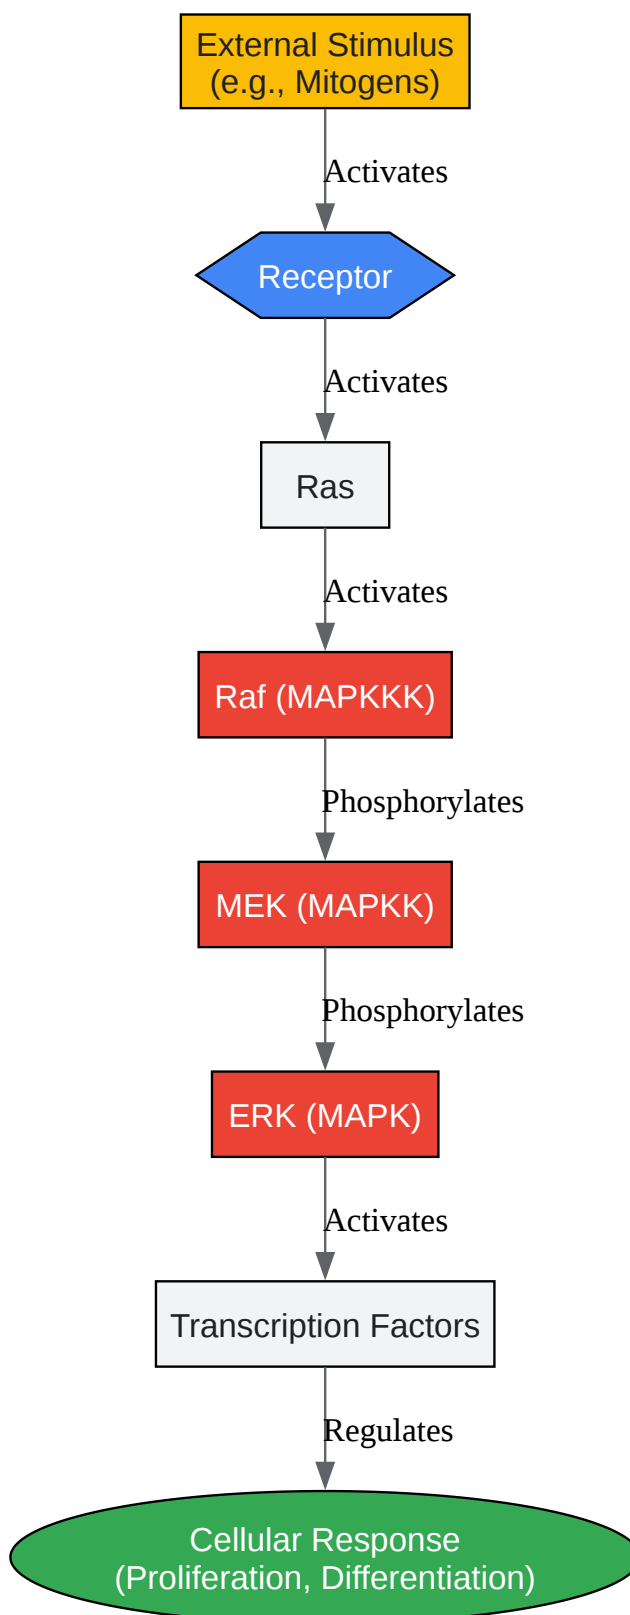 External Stimulus
(e.g., Mitogens)
Activates
Receptor
Activates
Ras
Activates
Raf (MAPKKK)
Phosphorylates
MEK (MAPKK)
Phosphorylates
ERK (MAPK)
Activates
Transcription Factors
Regulates
Cellular Response
(Proliferation, Differentiation)